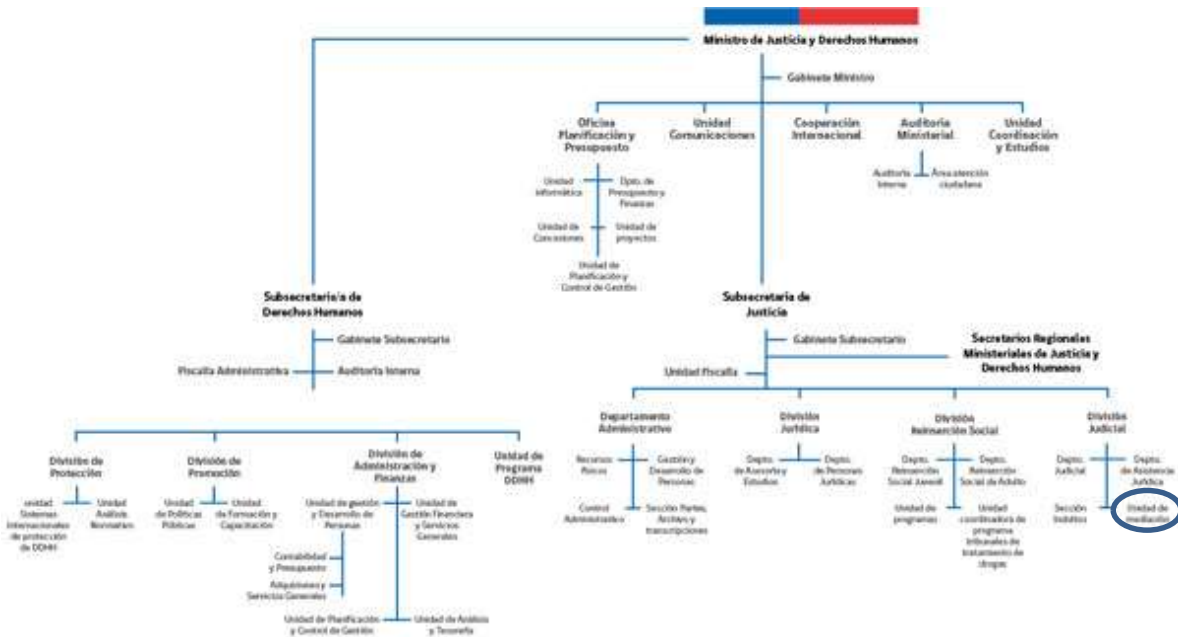 Ministro de Justicia y Derechos Humanos
Gabinete Ministro
Oficina
Planificación y
Presupuesto
Unidad
Comunicaciones
Cooperación
Internacional
Auditoría
Ministerial
Unidad
Coordinación
y Estudios
Unidad
informática
Dpto. de
Presupuesto y
Finanzas
Auditoría
Interna
Área atención
ciudadana
Unidad de
Concesiones
Unidad de
proyectos
Unidad de
Planificación y
Control de Gestión
Subsecretario/a de
Derechos Humanos
Subsecretaría de
Justicia
Gabinete Subsecretario
Fiscalía Administrativa
Auditoría Interna
Gabinete Subsecretario
Secretarios Regionales
Ministeriales de Justicia y
Derechos Humanos
Unidad Fiscalía
Departamento
Administrativo
División
Jurídica
División
Reinserción Social
División
Judicial
Recursos
Físicos
Gestión y
Desarrollo de
Personas
Depto.
de Asesoría y
Estudios
Depto.
de Personas
Jurídicas
Depto.
Reinserción
Social Juvenil
Depto.
Reinserción
Social de Adulto
Depto.
Judicial
Depto.
de Asistencia
Jurídica
Control
Administrativo
Sección Partes,
Archivo y
transcripciones
Unidad de
programas
Unidad
coordinadora de
programa
tribunales de
tratamiento de
drogas
Sección
Indultos
Unidad de
mediación
División de
Protección
División de
Promoción
División de
Administración y
Finanzas
Unidad de
Programa
DDHH
Unidad
Sistemas
Internacionales
de protección
de DDHH
Unidad
Análisis
Normativo
Unidad
de Políticas
Públicas
Unidad
de Formación y
Capacitación
Unidad de gestión
y Desarrollo de
Personas
Unidad de
Gestión Financiera
y Servicios
Generales
Contabilidad
y Presupuesto
Adquisiciones y
Servicios Generales
Unidad de Planificación
y Control de Gestión
Unidad de Análisis
y Tesorería